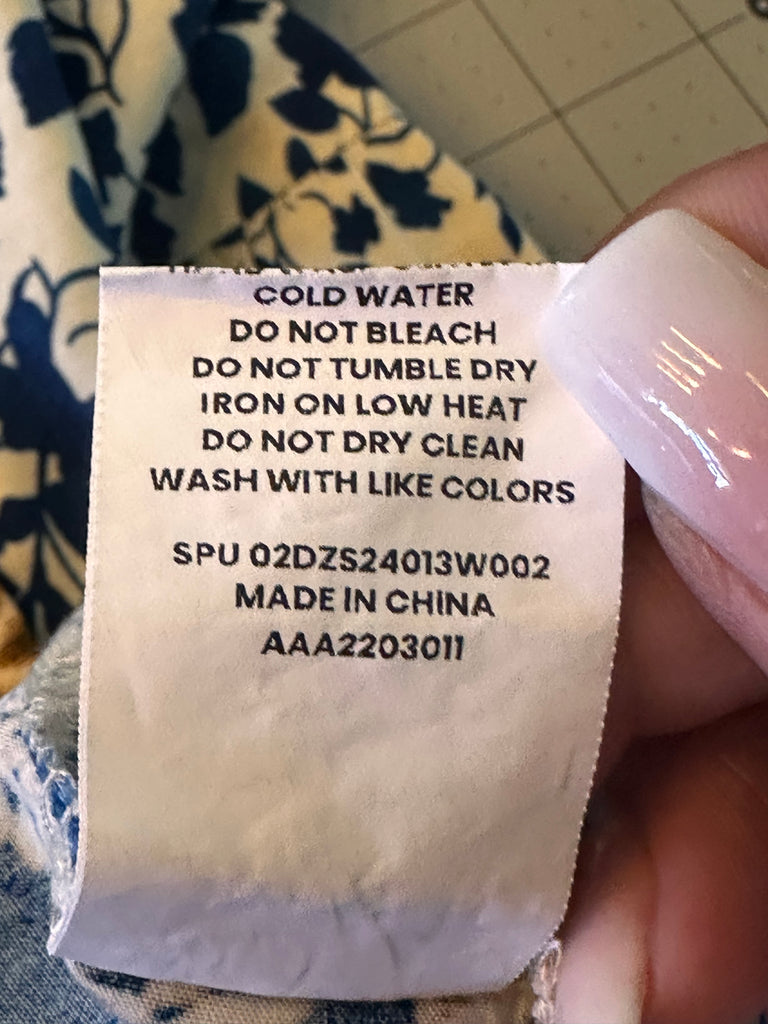 COLD WATER
DO NOT BLEACH
DO NOT TUMBLE DRY
IRON ON LOW HEAT
DO NOT DRY CLEAN
WASH WITH LIKE COLORS
SPU 02DZS24013W002
MADE IN CHINA
AAA2203011